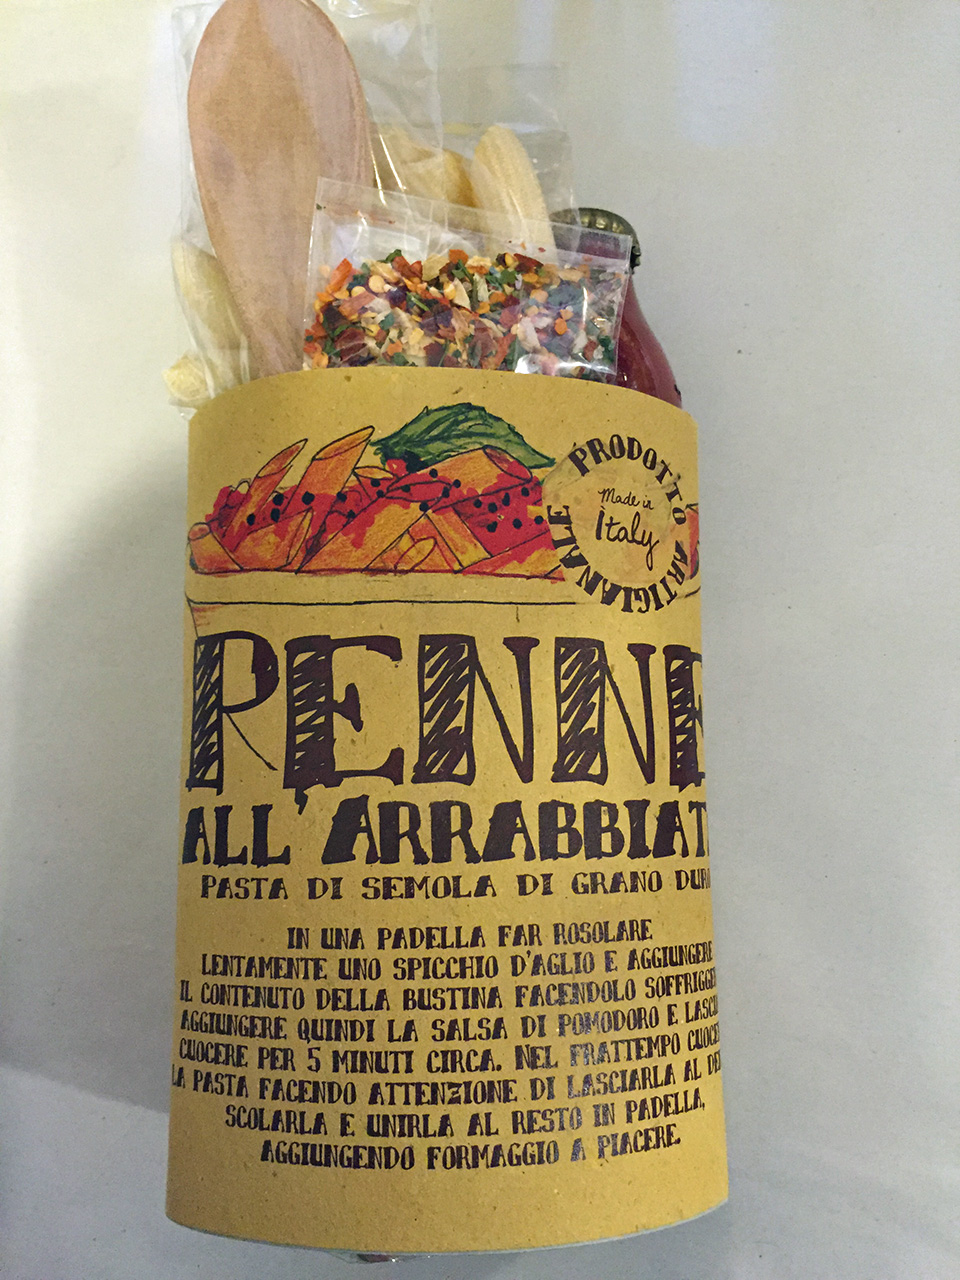 PRODOTTO ARTIGIANALE
Made in
Italy
PENNE
ALL'ARRABBIAT
PASTA DI SEMOLA DI GRANO DURO
IN UNA PADELLA FAR ROSOLARE
LENTAMENTE UNO SPICCHIO D'AGLIO E AGGIUNGERE
IL CONTENUTO DELLA BUSTINA FACENDOLO SOFFRIGGE
AGGIUNGERE QUINDI LA SALSA DI POMODORO E LASCI
CUOCERE PER 5 MINUTI CIRCA. NEL FRATTEMPO CUOCE
LA PASTA FACENDO ATTENZIONE DI LASCIARLA AL DE
SCOLARLA E UNIRLA AL RESTO IN PADELLA,
AGGIUNGENDO FORMAGGIO A PIACERE.